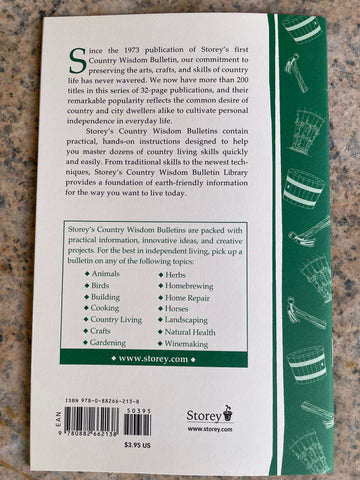 Since the 1973 publication of Storey's first
Country Wisdom Bulletin, our commitment to
preserving the arts, crafts, and skills of country
life has never wavered. We now have more than 200
titles in this series of 32-page publications, and their
remarkable popularity reflects the common desire of
country and city dwellers alike to cultivate personal
independence in everyday life.
Storey's Country Wisdom Bulletins contain
practical, hands-on instructions designed to help
you master dozens of country living skills quickly
and easily. From traditional skills to the newest tech-
niques, Storey's Country Wisdom Bulletin Library
provides a foundation of earth-friendly information
for the way you want to live today.
Storey's Country Wisdom Bulletins are packed with
practical information, innovative ideas, and creative
projects. For the best in independent living, pick up a
bulletin on any of the following topics:
◆ Animals
◆ Birds
◆ Building
◆ Cooking
◆ Country Living
◆ Crafts
◆ Gardening
◆ Herbs
◆ Homebrewing
◆ Home Repair
◆ Horses
◆ Landscaping
◆ Natural Health
◆ Winemaking
◆ www.storey.com ◆
ISBN 978-0-88266-213-8
50395
EAN
9 780882 662138
$3.95 US
Storey
www.storey.com